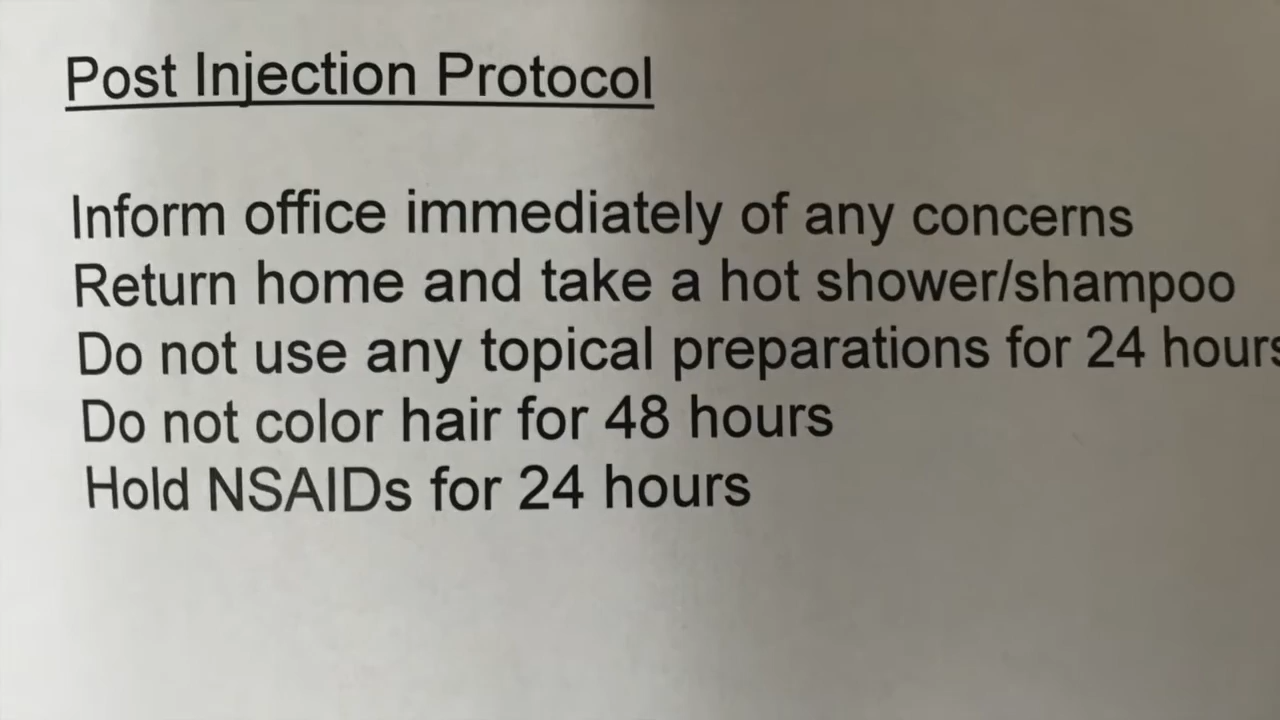 Post Injection Protocol
Inform office immediately of any concerns
Return home and take a hot shower/shampoo
Do not use any topical preparations for 24 hours
Do not color hair for 48 hours
Hold NSAIDs for 24 hours